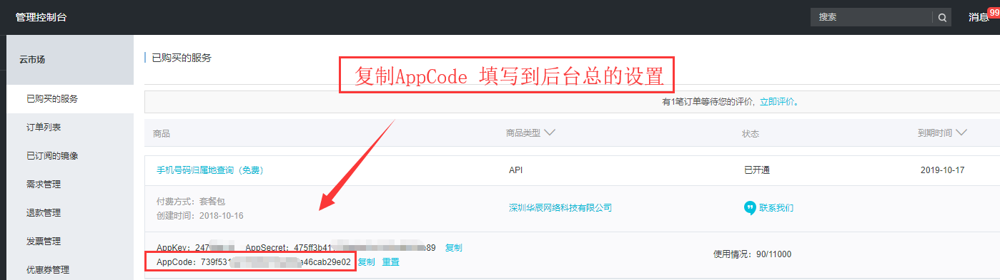 管理控制台
搜索
消息
99
云市场
已购买的服务
订单列表
已订阅的镜像
需求管理
退款管理
发票管理
优惠券管理
已购买的服务
复制AppCode 填写到后台总的设置
有1笔订单等待您的评价，立即评价。
商品 商品类型 状态 到期时间
手机号码归属地查询（免费） API 已开通 2019-10-17
付费方式：套餐包
创建时间：2018-10-16
深圳华辰网络科技有限公司
联系我们
AppKey：247 AppSecret：475ff3b41 e89 复制
AppCode：739f531 a46cab29e02 复制 重置
使用情况：90/11000